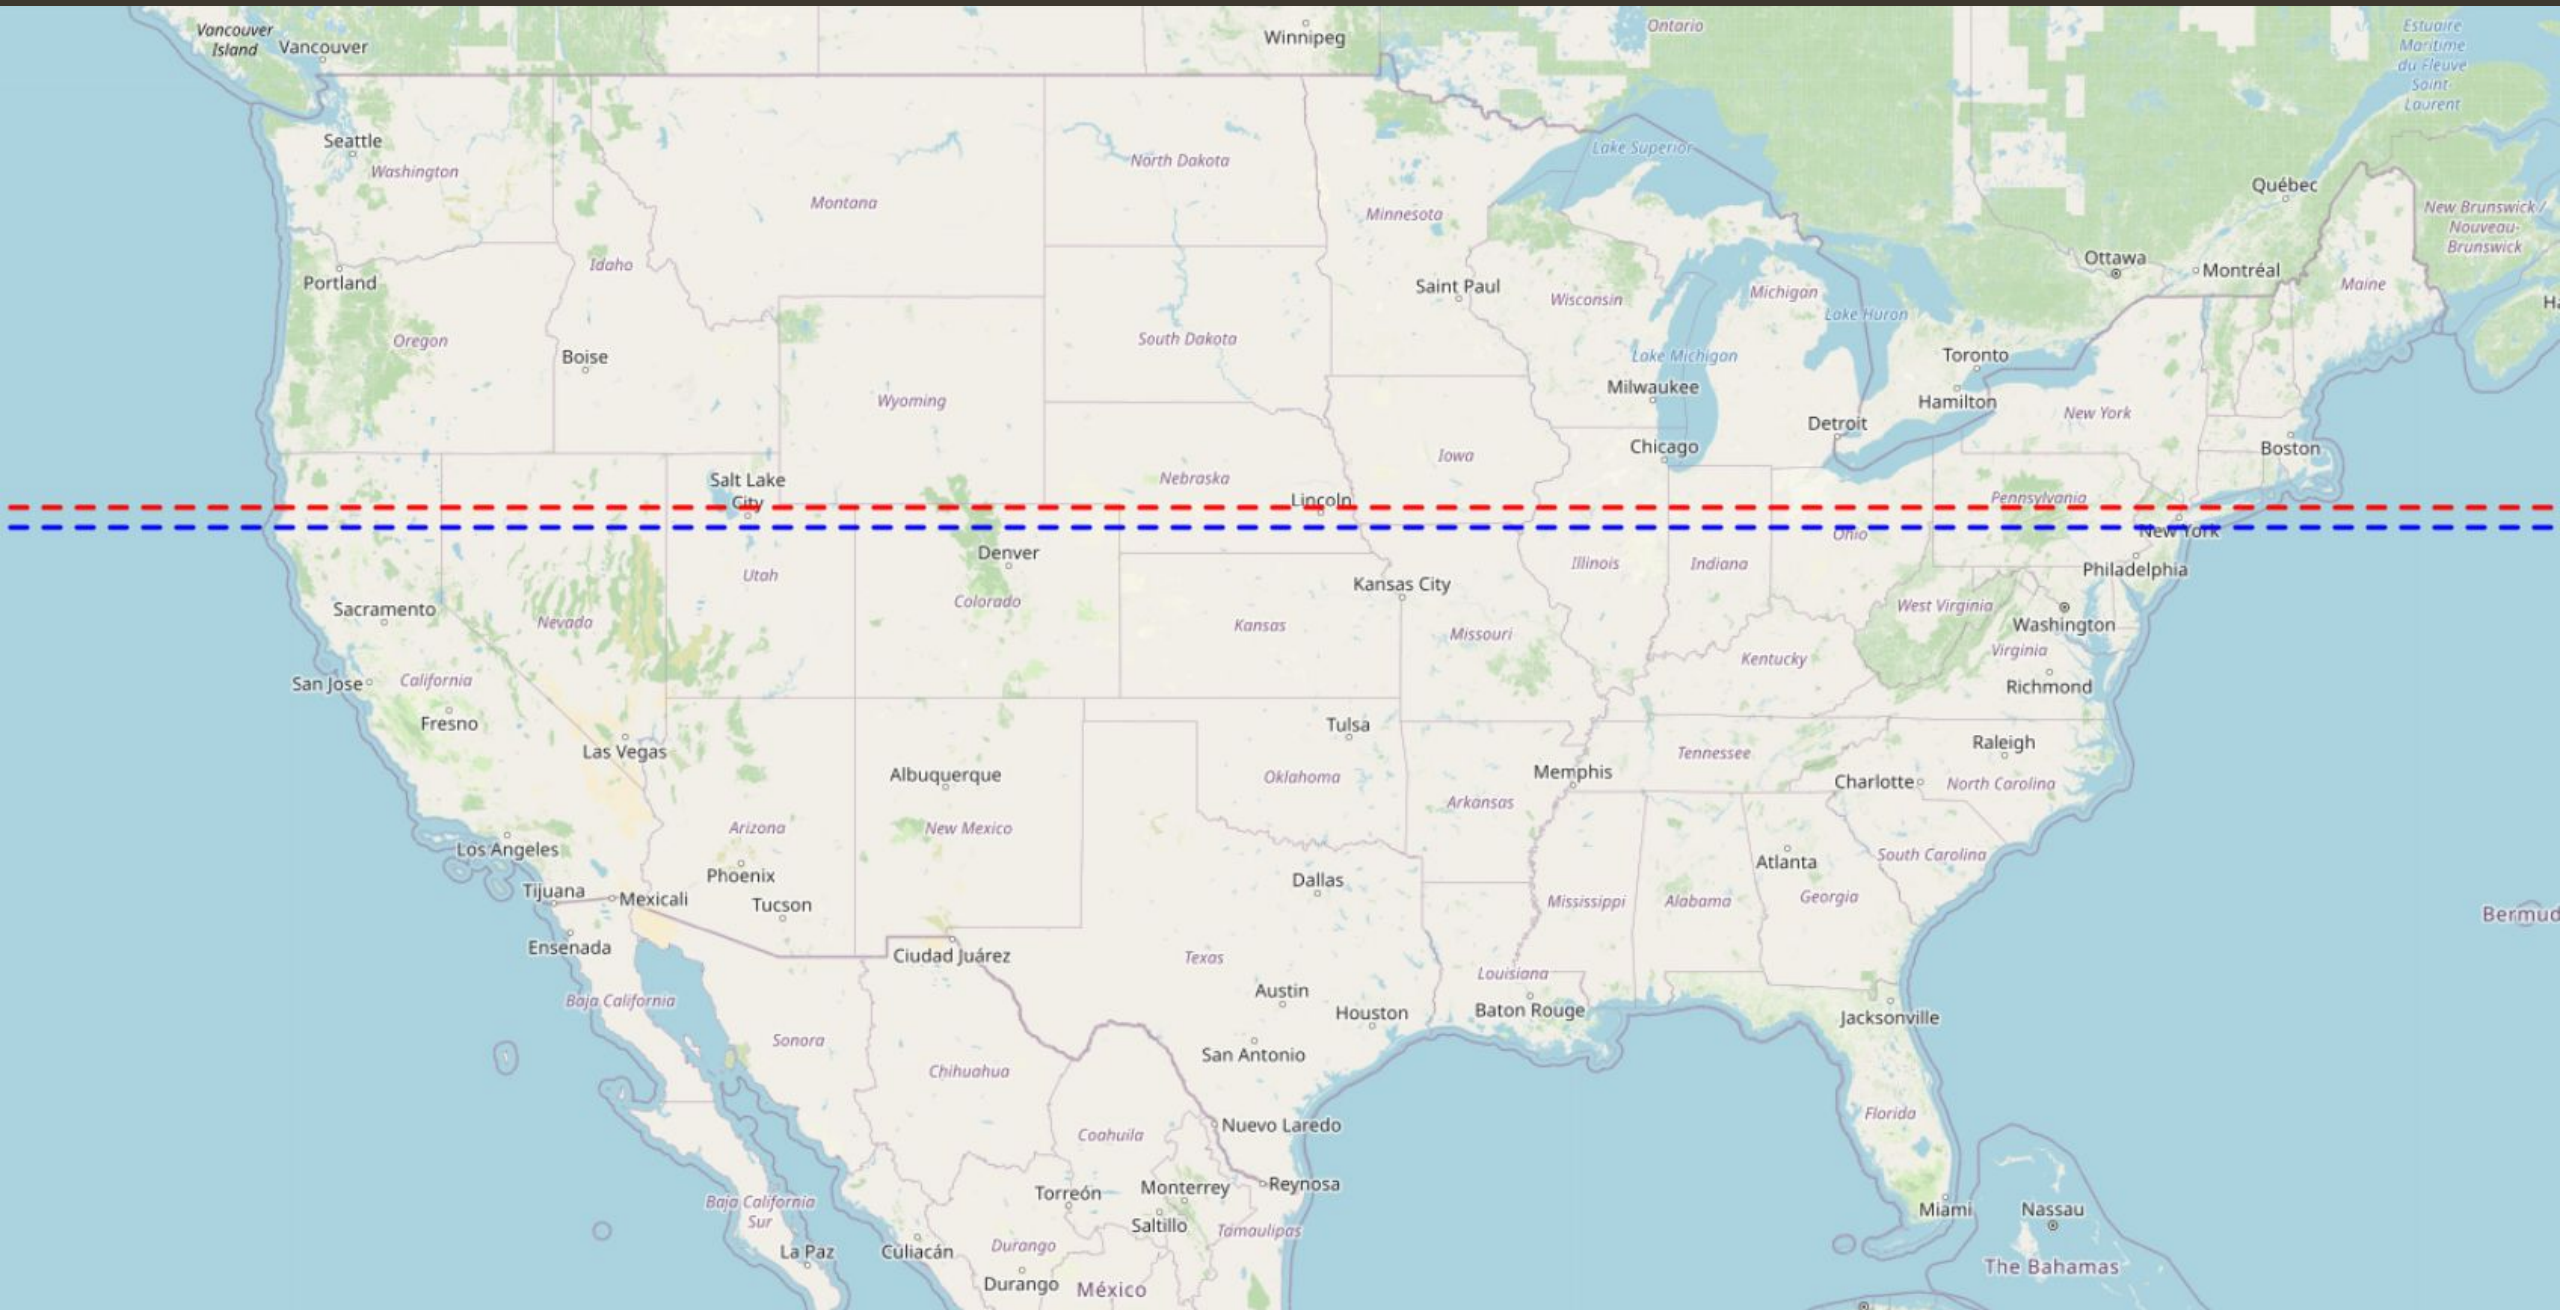 Vancouver
Island
Vancouver
Winnipeg
Ontario
Estuaire
Maritime
du Fleuve
Saint-
Laurent
Seattle
Washington
Montana
North Dakota
Minnesota
Lake Superior
Québec
New Brunswick /
Nouveau-
Brunswick
Portland
Idaho
Saint Paul
Wisconsin
Michigan
Lake Huron
Ottawa
Montréal
Maine
Oregon
Boise
Wyoming
South Dakota
Lake Michigan
Milwaukee
Toronto
Hamilton
New York
Detroit
Chicago
Boston
Salt Lake
City
Nebraska
Lincoln
Iowa
Pennsylvania
New York
Ohio
Denver
Utah
Colorado
Kansas City
Illinois
Indiana
Philadelphia
Sacramento
Nevada
Kansas
Missouri
West Virginia
Washington
San Jose
California
Kentucky
Virginia
Richmond
Fresno
Las Vegas
Tulsa
Tennessee
Raleigh
Albuquerque
Oklahoma
Memphis
Charlotte
North Carolina
Arkansas
Los Angeles
Arizona
New Mexico
Atlanta
South Carolina
Phoenix
Dallas
Tijuana
Mexicali
Tucson
Mississippi
Alabama
Georgia
Bermud
Ensenada
Ciudad Juárez
Texas
Louisiana
Baja California
Austin
Houston
Baton Rouge
Jacksonville
Sonora
Chihuahua
San Antonio
Coahuila
Nuevo Laredo
Florida
Torreón
Monterrey
Reynosa
Baja California
Sur
Saltillo
Tamaulipas
Miami
Nassau
La Paz
Culiacán
Durango
Durango
México
The Bahamas